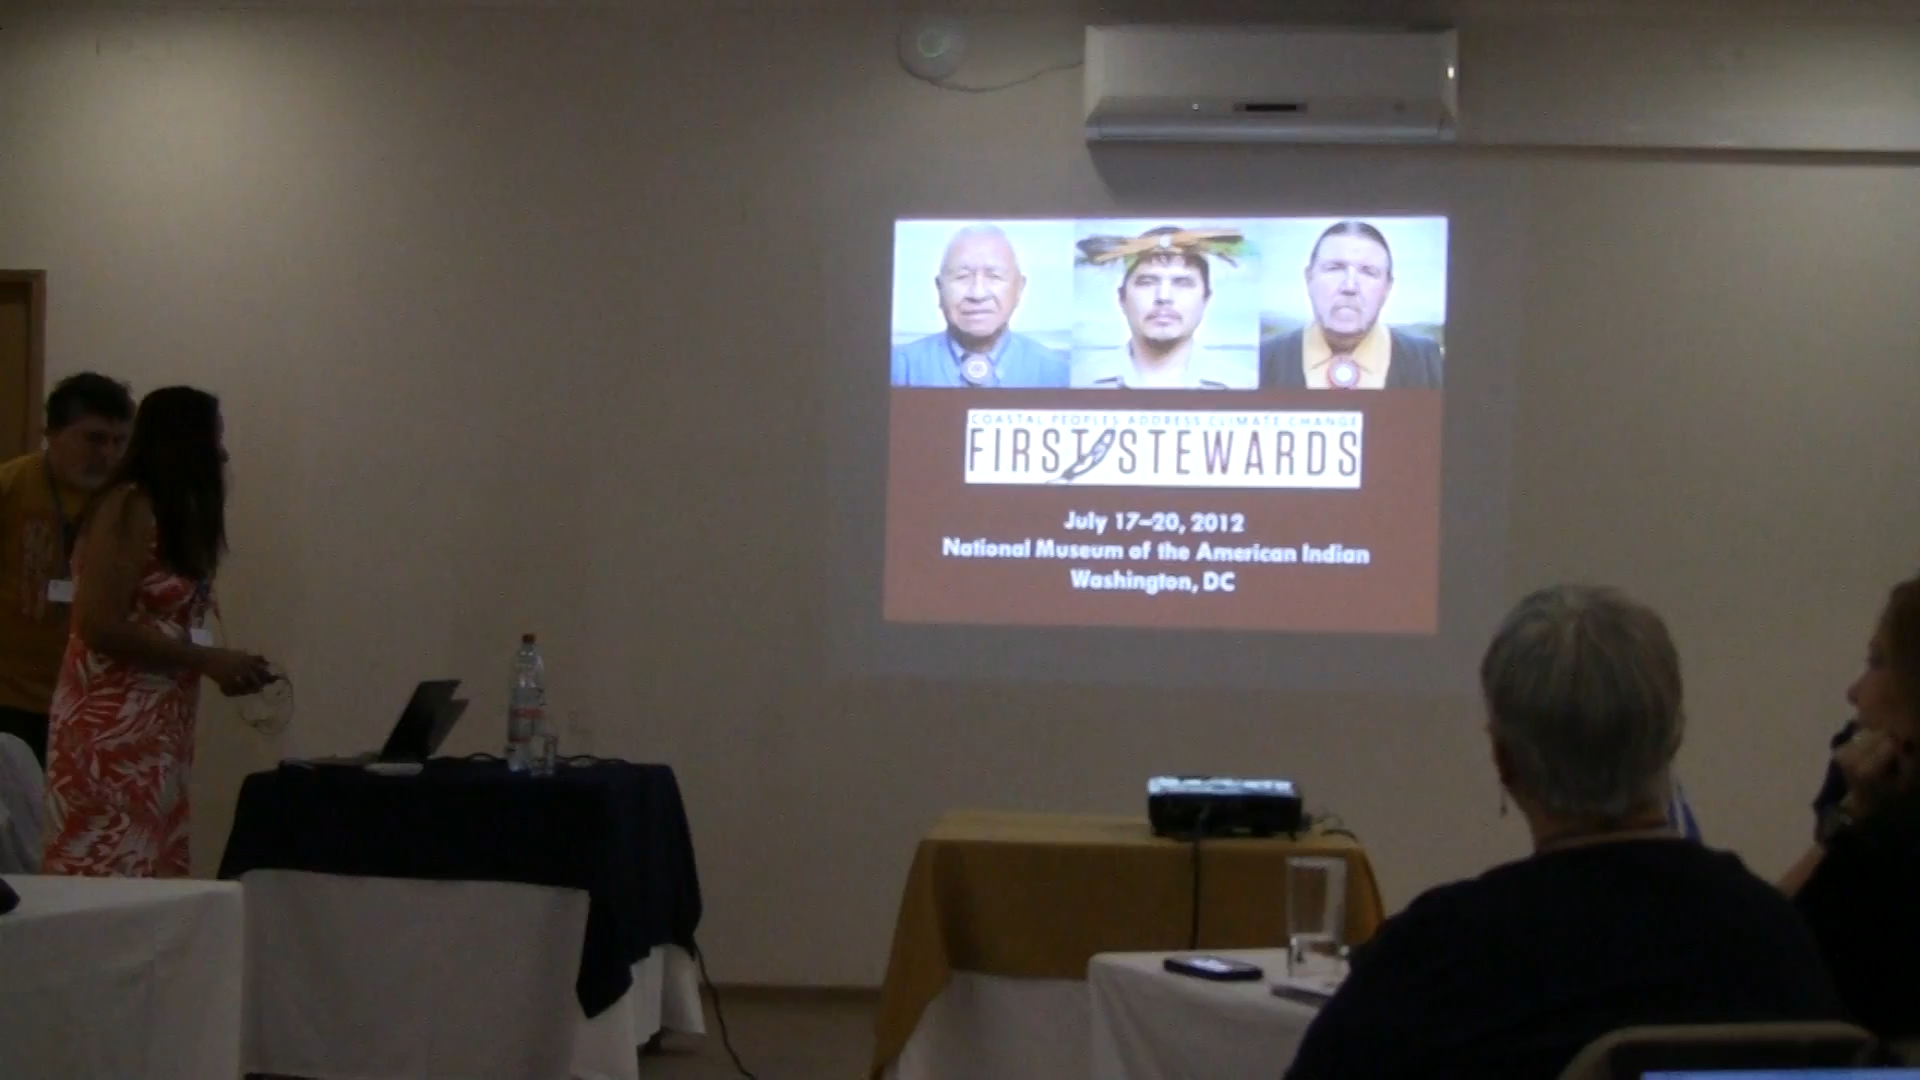 COASTAL PEOPLES ADDRESS CLIMATE CHANGE
FIRST STEWARDS
July 17–20, 2012
National Museum of the American Indian
Washington, DC